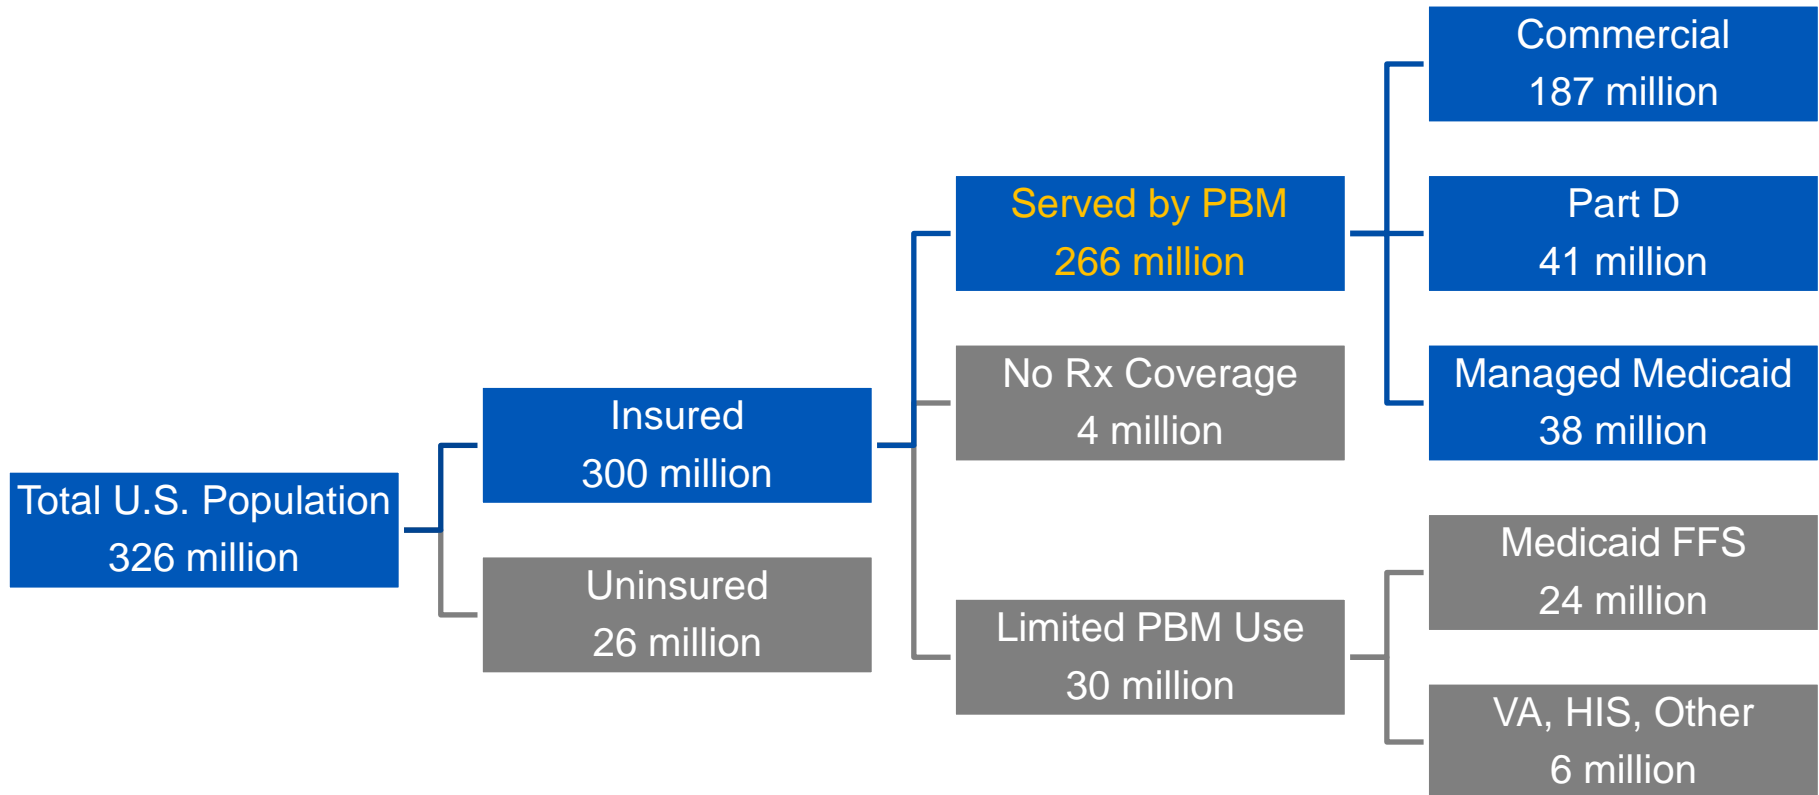 Total U.S. Population
326 million
Insured
300 million
Uninsured
26 million
Served by PBM
266 million
No Rx Coverage
4 million
Limited PBM Use
30 million
Commercial
187 million
Part D
41 million
Managed Medicaid
38 million
Medicaid FFS
24 million
VA, HIS, Other
6 million